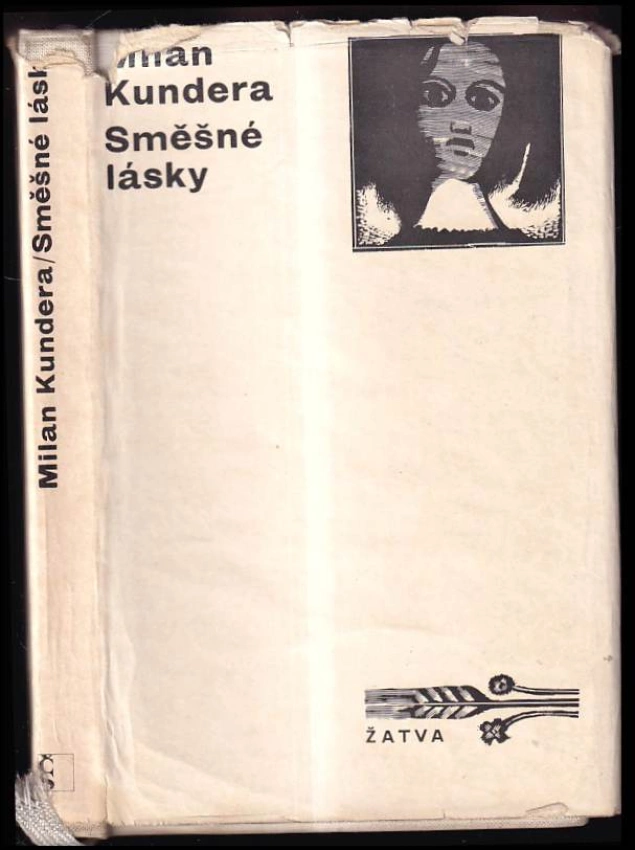 Milan
Kundera
Směšné
lásky
Milan Kundera/Směšné lásk
ŽATVA